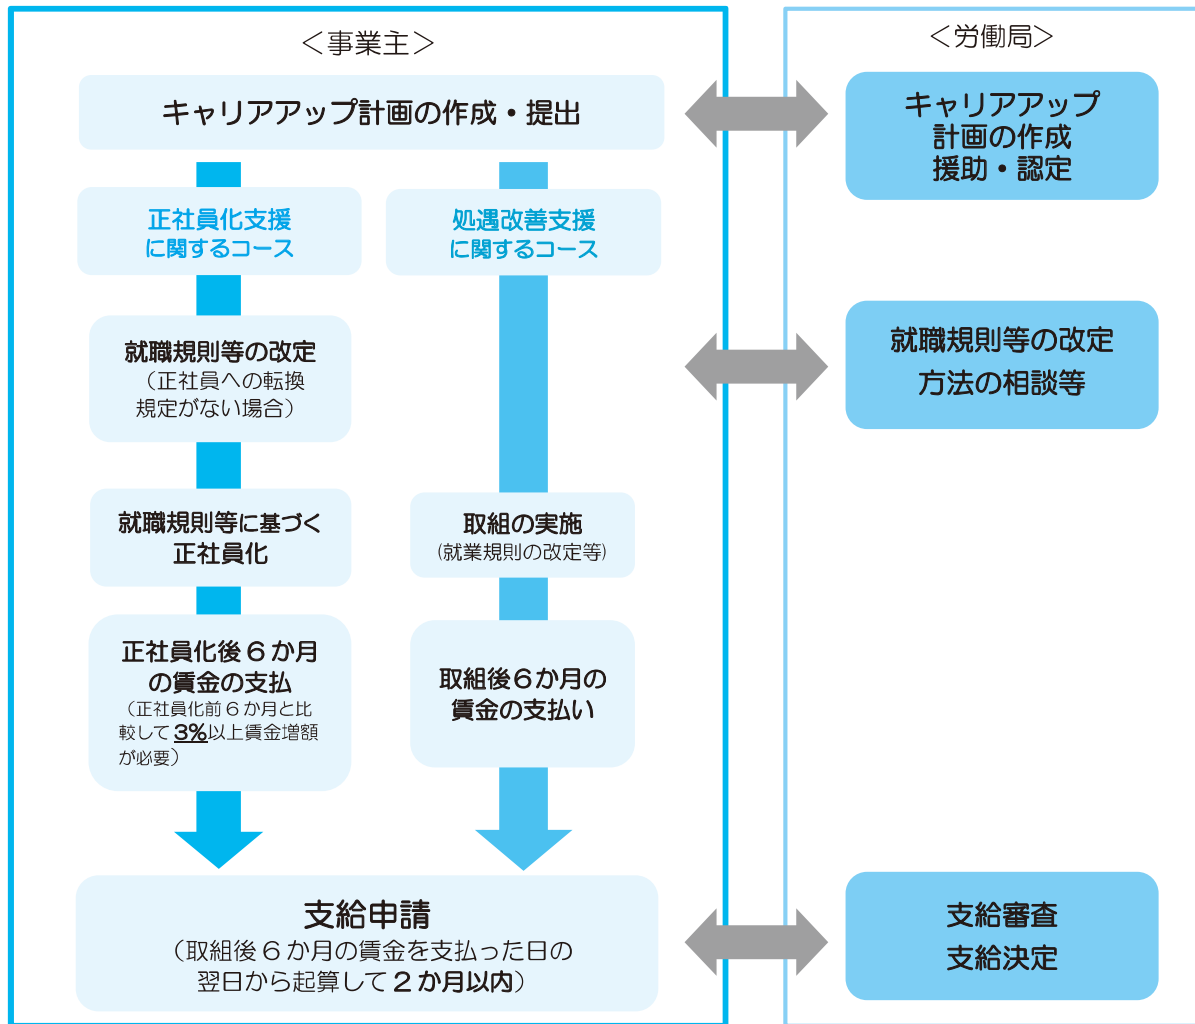 ＜事業主＞
キャリアアップ計画の作成・提出
正社員化支援
に関するコース
就職規則等の改定
（正社員への転換
規定がない場合）
就職規則等に基づく
正社員化
正社員化後６か月
の賃金の支払
（正社員化前６か月と比
較して3%以上賃金増額
が必要）
処遇改善支援
に関するコース
取組の実施
(就業規則の改定等)
取組後６か月の
賃金の支払い
支給申請
（取組後６か月の賃金を支払った日の
翌日から起算して２か月以内）
＜労働局＞
キャリアアップ
計画の作成
援助・認定
就職規則等の改定
方法の相談等
支給審査
支給決定